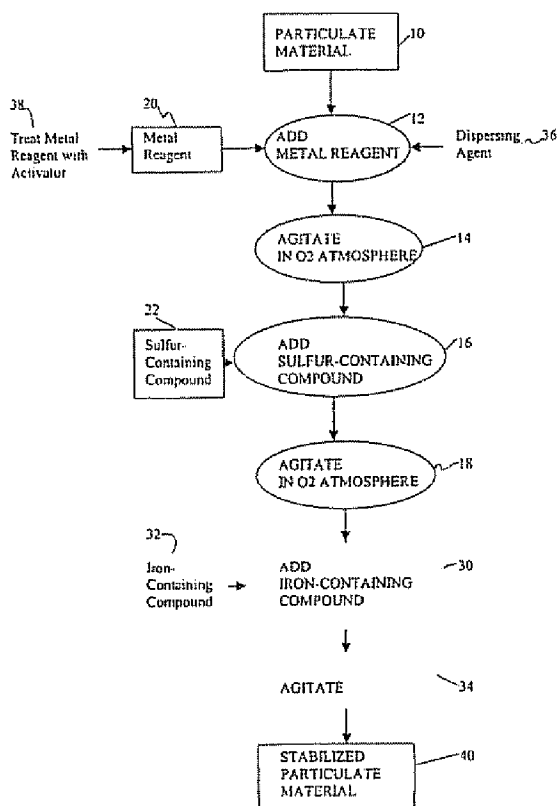 PARTICULATE
MATERIAL
10
38
Treat Metal
Reagent with
Activator
20
Metal
Reagent
12
ADD
METAL REAGENT
Dispersing
Agent
36
AGITATE
IN O2 ATMOSPHERE
14
22
Sulfur-
Containing
Compound
ADD
SULFUR-CONTAINING
COMPOUND
16
AGITATE
IN O2 ATMOSPHERE
18
32
Iron-
Containing
Compound
ADD
IRON-CONTAINING
COMPOUND
30
AGITATE
34
STABILIZED
PARTICULATE
MATERIAL
40